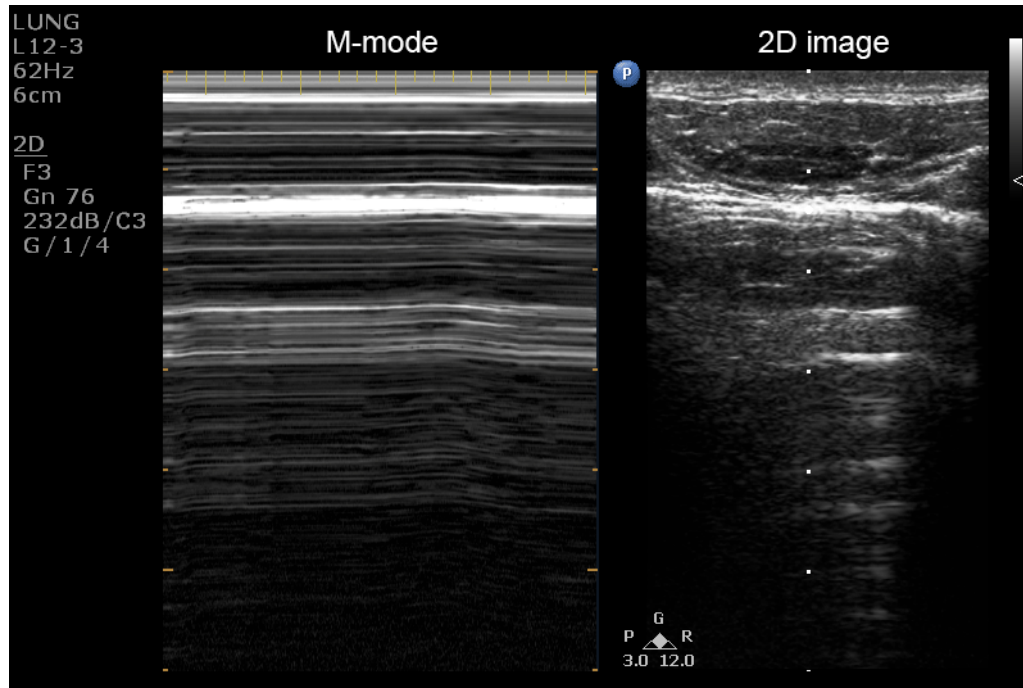 LUNG
L12-3
62Hz
6cm
2D
F3
Gn 76
232dB/C3
G/1/4
M-mode
P
2D image
G
P R
3.0 12.0